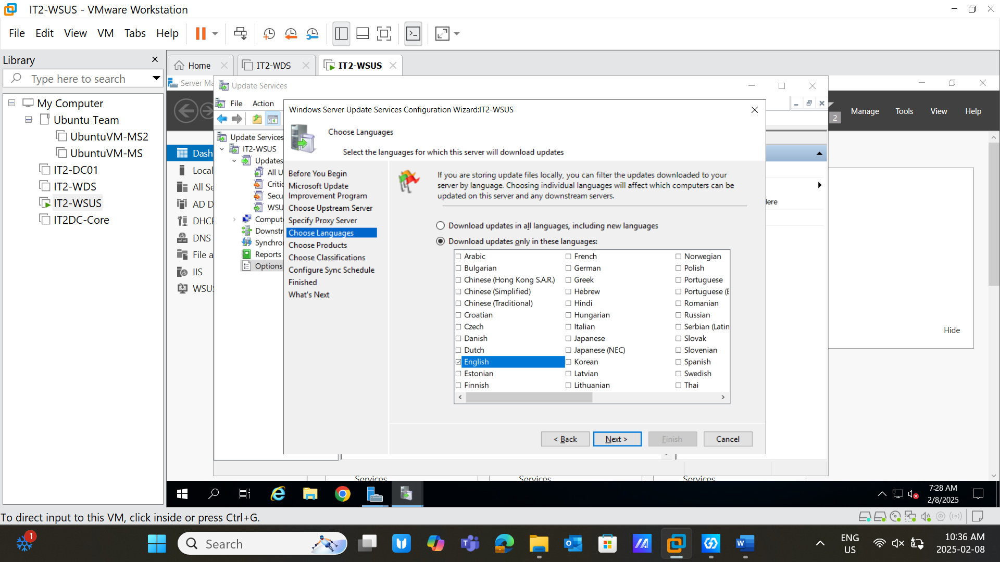 IT2-WSUS - VMware Workstation
File Edit View VM Tabs Help
Library
Type here to search
My Computer
Ubuntu Team
UbuntuVM-MS2
UbuntuVM-MS
IT2-DC01
IT2-WDS
IT2-WSUS
IT2DC-Core
Home
IT2-WDS
IT2-WSUS
Server Ma
Update Services
File Action
2
Manage Tools View Help
Dash
Local
All Se
AD D
DHCP
DNS
File a
IIS
WSUS
Update Services
IT2-WSUS
Updates
All U
Critic
Secu
WSU
Compute
Downstr
Synchron
Reports
Options
Windows Server Update Services Configuration Wizard:IT2-WSUS
Choose Languages
Select the languages for which this server will download updates
Before You Begin
Microsoft Update
Improvement Program
Choose Upstream Server
Specify Proxy Server
Choose Languages
Choose Products
Choose Classifications
Configure Sync Schedule
Finished
What's Next
If you are storing update files locally, you can filter the updates downloaded to your
server by language. Choosing individual languages will affect which computers can be
updated on this server and any downstream servers.
Download updates in all languages, including new languages
Download updates only in these languages:
Arabic French Norwegian
Bulgarian German Polish
Chinese (Hong Kong S.A.R.) Greek Portuguese
Chinese (Simplified) Hebrew Portuguese (E
Chinese (Traditional) Hindi Romanian
Croatian Hungarian Russian
Czech Italian Serbian (Latin
Danish Japanese Slovak
Dutch Japanese (NEC) Slovenian
English Korean Spanish
Estonian Latvian Swedish
Finnish Lithuanian Thai
< Back Next > Finish Cancel
Hide
Services Services Services
7:28 AM
2/8/2025
To direct input to this VM, click inside or press Ctrl+G.
1
Search
ENG
US
10:36 AM
2025-02-08